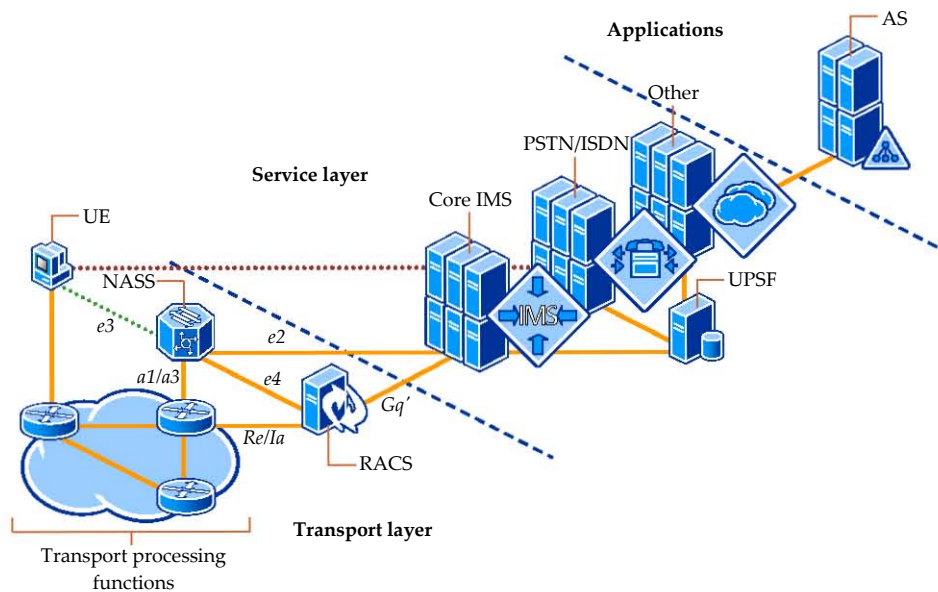 AS
Applications
Other
PSTN/ISDN
Service layer
Core IMS
UE
NASS
UPSF
e3
IMS
e2
a1/a3
e4
Gq'
Re/Ia
RACS
Transport layer
Transport processing
functions